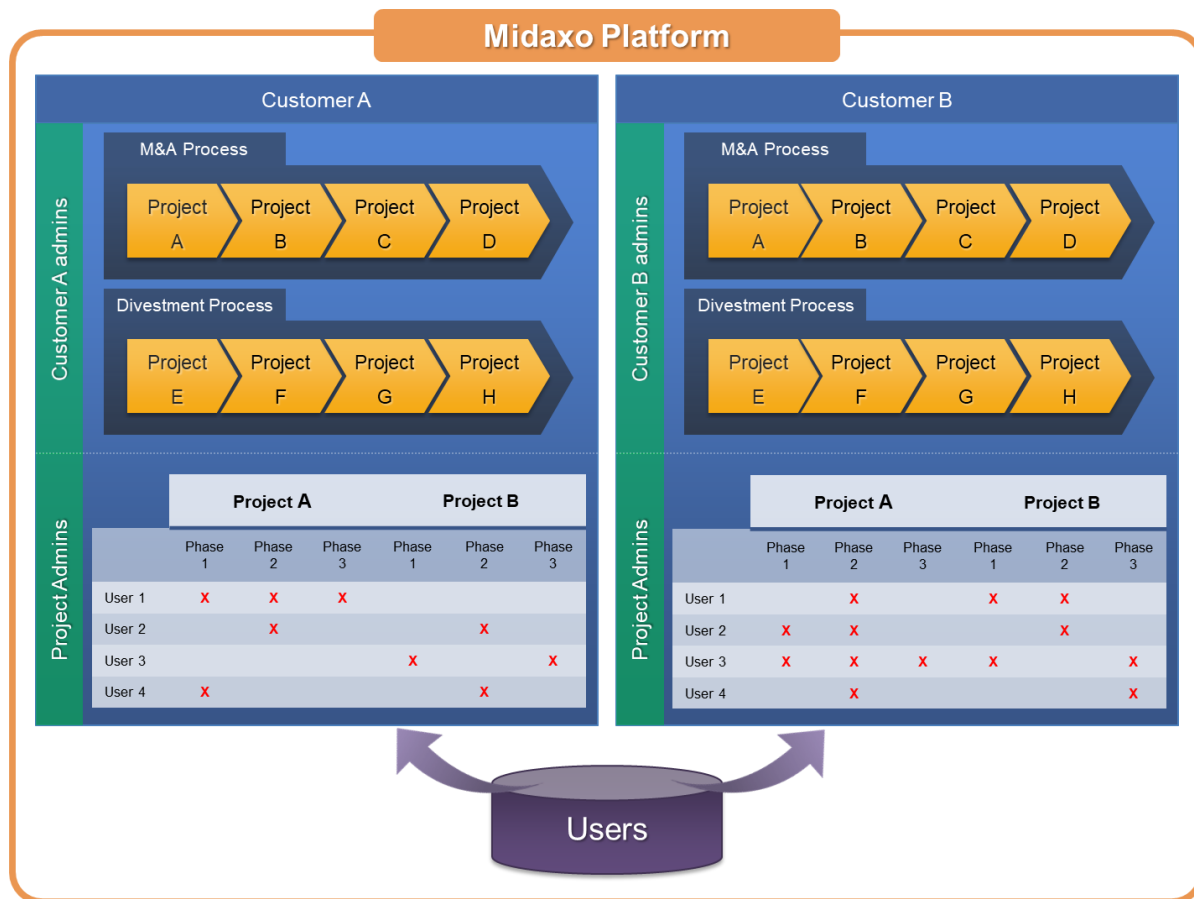 Midaxo Platform
Customer A
Customer A admins
M&A Process
Project A
Project B
Project C
Project D
Divestment Process
Project E
Project F
Project G
Project H
Project Admins
Project A Project B
Phase 1 Phase 2 Phase 3 Phase 1 Phase 2 Phase 3
User 1 X X X
User 2 X X
User 3 X X
User 4 X X
Customer B
Customer B admins
M&A Process
Project A
Project B
Project C
Project D
Divestment Process
Project E
Project F
Project G
Project H
Project Admins
Project A Project B
Phase 1 Phase 2 Phase 3 Phase 1 Phase 2 Phase 3
User 1 X X X
User 2 X X X
User 3 X X X X X
User 4 X X
Users